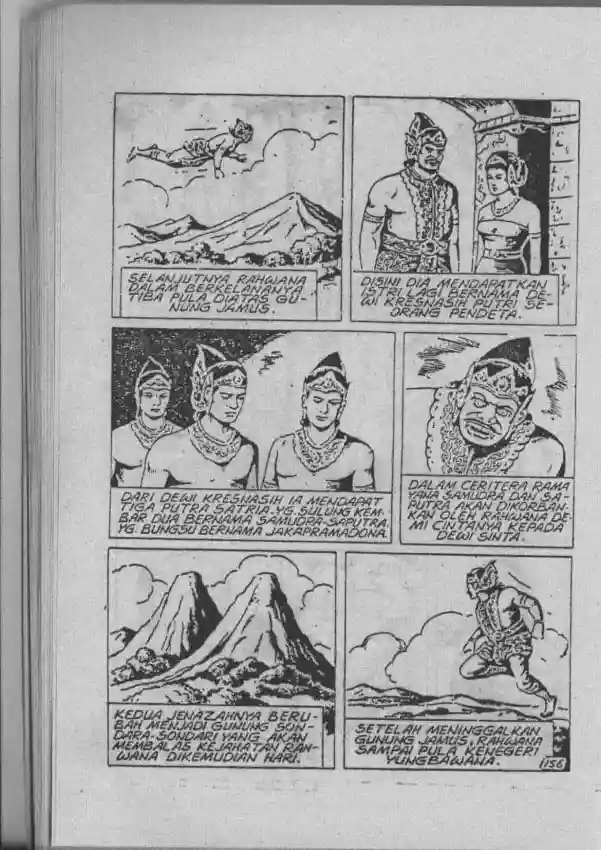 SELANJUTNYA RAHWANA
DALAM BERKELANANYA
TIBA PULA DIATAS GU-
NUNG JAMUS.
DISINI DIA MENDAPATKAN
ISTRI LAGI BERNAMA DE-
WI KRESNASIH PUTRI SE-
ORANG PENDETA.
DARI DEWI KRESNASIH IA MENDAPAT
TIGA PUTRA SATRIA. YG. SULUNG KEM-
BAR DUA BERNAMA SAMUDRA-SAPUTRA.
YG. BUNGSU BERNAMA JAKAPRAMADONA.
DALAM CERITERA RAMA
YANA SAMUDRA DAN SA-
PUTRA AKAN DIKORBAN-
KAN OLEH RAHWANA DE-
MI CINTANYA KEPADA
DEWI SINTA.
KEDUA JENAZAHNYA BERU-
BAH MENJADI GUNUNG SON-
DARA-SONDARI YANG AKAN
MEMBALAS KEJAHATAN RAH-
WANA DIKEMUDIAN HARI.
SETELAH MENINGGALKAN
GUNUNG JAMUS, RAHWANA
SAMPAI PULA KENEGERI
YUNGBAWANA.
1156